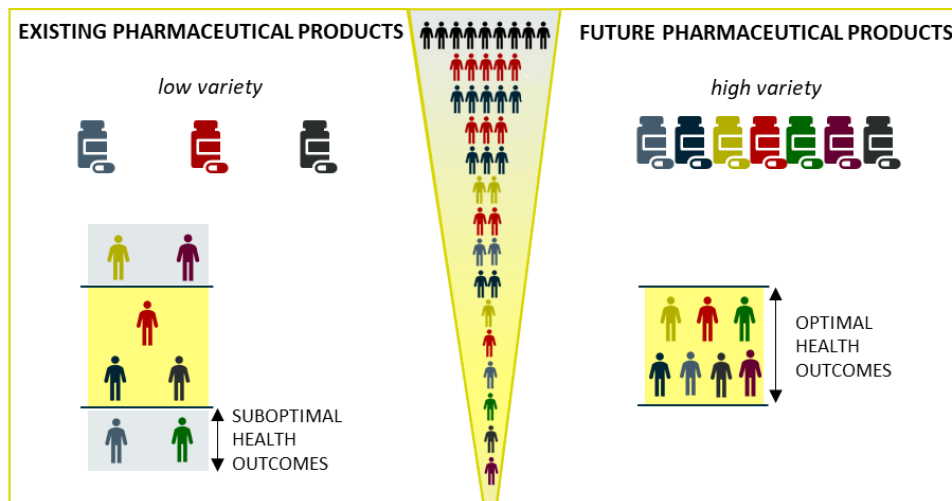 EXISTING PHARMACEUTICAL PRODUCTS
low variety
SUBOPTIMAL
HEALTH
OUTCOMES
FUTURE PHARMACEUTICAL PRODUCTS
high variety
OPTIMAL
HEALTH
OUTCOMES